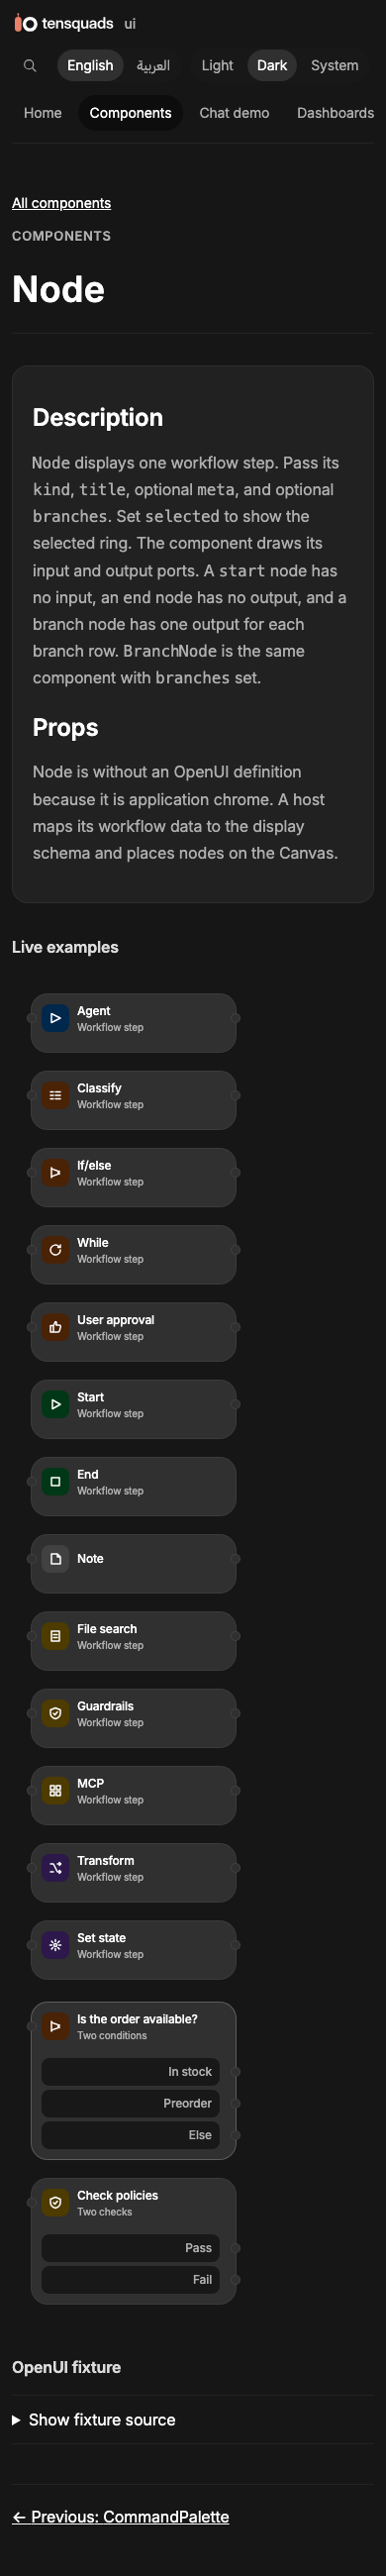 tensquads ui
English العربية Light Dark System
Home Components Chat demo Dashboards
All components
COMPONENTS
Node
Description
Node displays one workflow step. Pass its
kind, title, optional meta, and optional
branches. Set selected to show the
selected ring. The component draws its
input and output ports. A start node has
no input, an end node has no output, and a
branch node has one output for each
branch row. BranchNode is the same
component with branches set.
Props
Node is without an OpenUI definition
because it is application chrome. A host
maps its workflow data to the display
schema and places nodes on the Canvas.
Live examples
Agent
Workflow step
Classify
Workflow step
If/else
Workflow step
While
Workflow step
User approval
Workflow step
Start
Workflow step
End
Workflow step
Note
File search
Workflow step
Guardrails
Workflow step
MCP
Workflow step
Transform
Workflow step
Set state
Workflow step
Is the order available?
Two conditions
In stock
Preorder
Else
Check policies
Two checks
Pass
Fail
OpenUI fixture
▶ Show fixture source
← Previous: CommandPalette